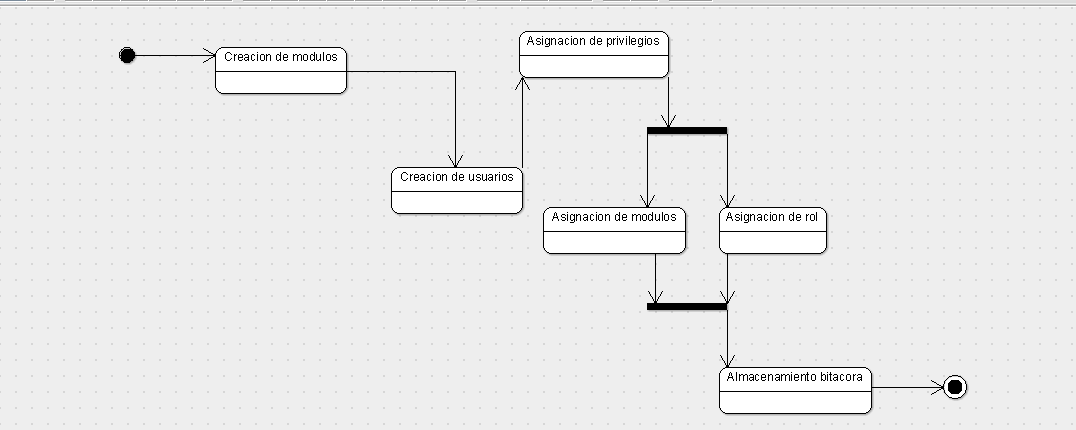 Creacion de modulos
Asignacion de privilegios
Creacion de usuarios
Asignacion de modulos
Asignacion de rol
Almacenamiento bitacora